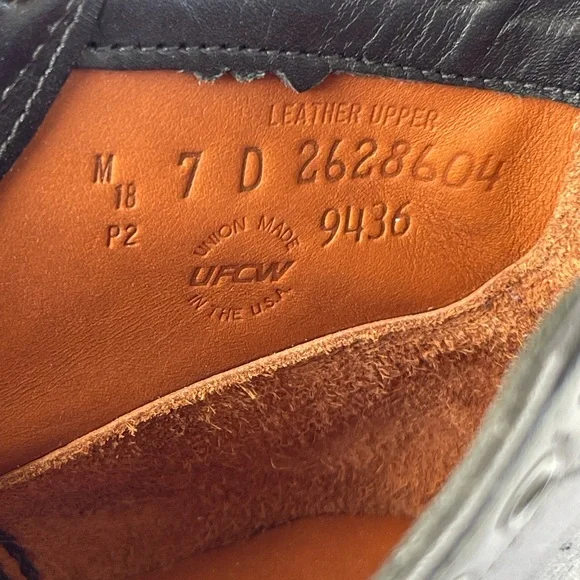 LEATHER UPPER
M 7 D 2628604
18
P2 9436
UNION MADE
UFCW
IN THE U.S.A.